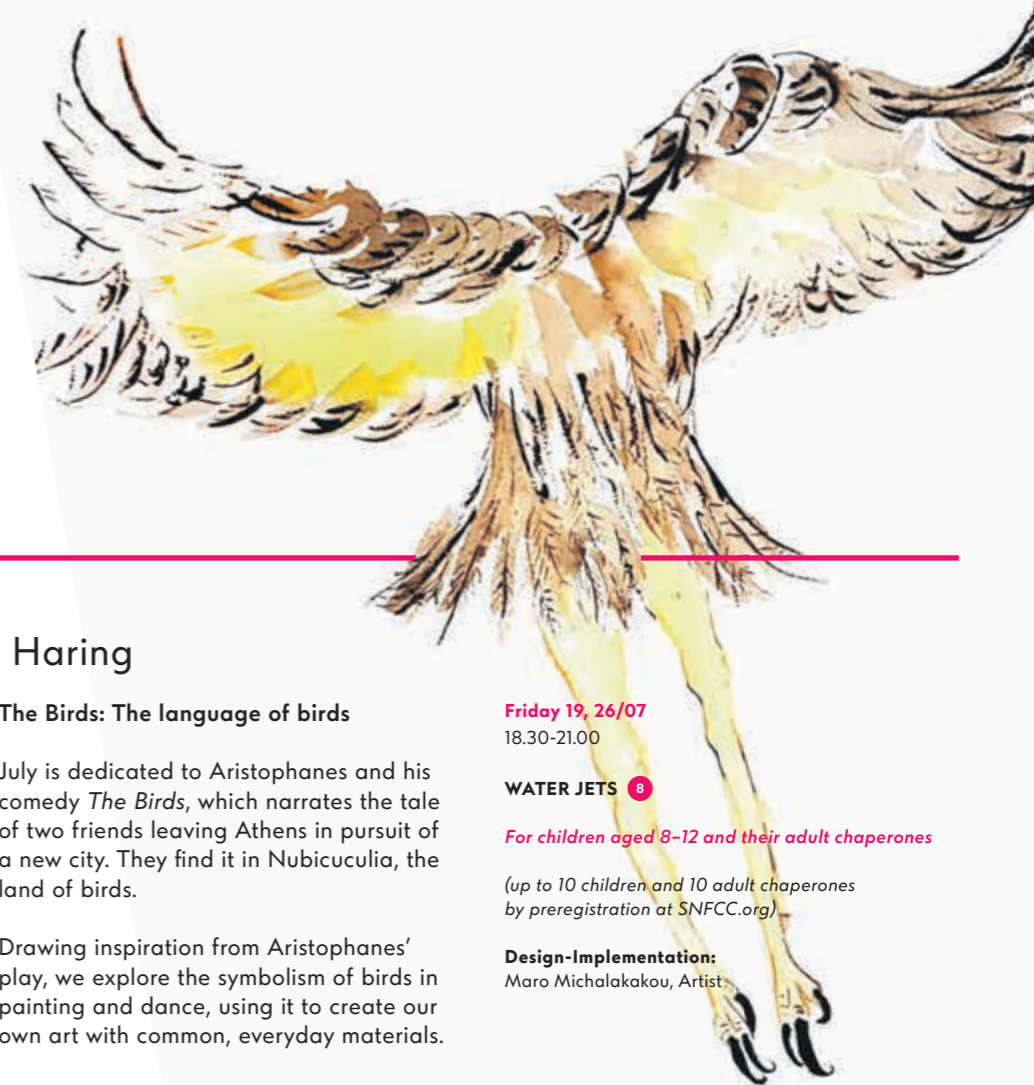 Haring
The Birds: The language of birds
July is dedicated to Aristophanes and his
comedy The Birds, which narrates the tale
of two friends leaving Athens in pursuit of
a new city. They find it in Nubicuculia, the
land of birds.
Drawing inspiration from Aristophanes’
play, we explore the symbolism of birds in
painting and dance, using it to create our
own art with common, everyday materials.
Friday 19, 26/07
18.30-21.00
WATER JETS 8
For children aged 8–12 and their adult chaperones
(up to 10 children and 10 adult chaperones
by preregistration at SNFCC.org)
Design-Implementation:
Maro Michalakakou, Artist